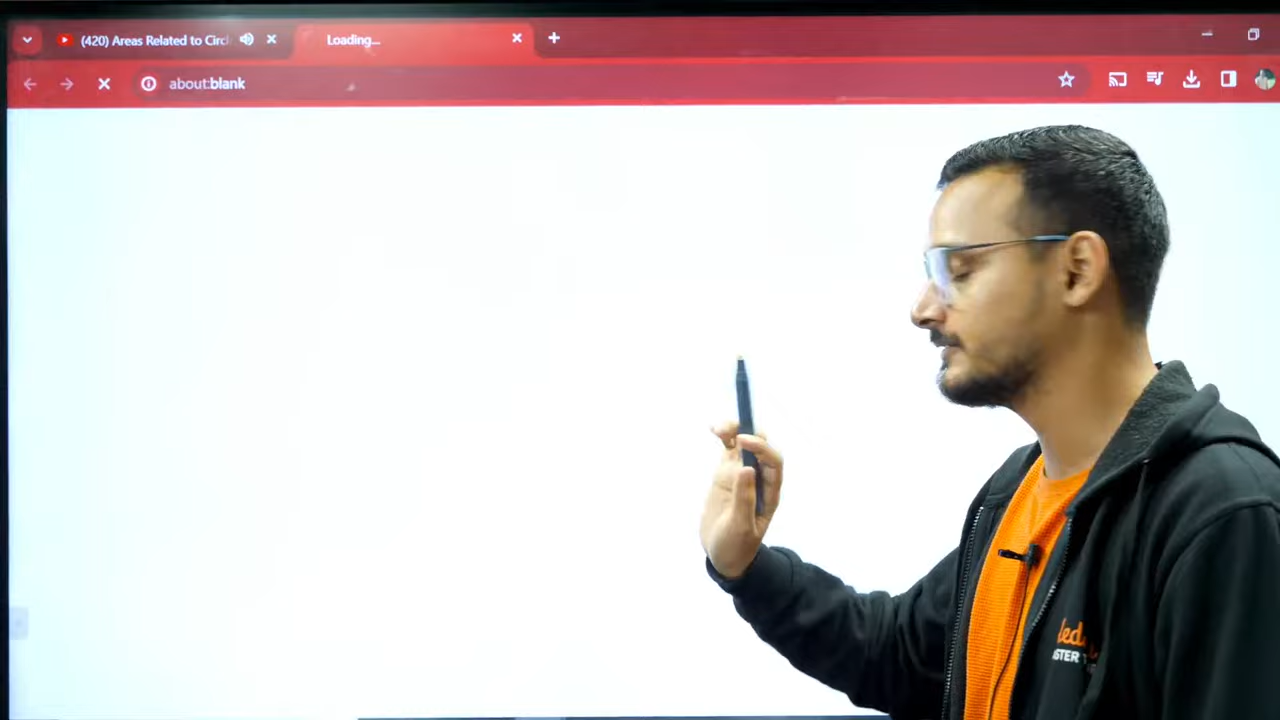 (420) Areas Related to Circl
Loading...
about:blank